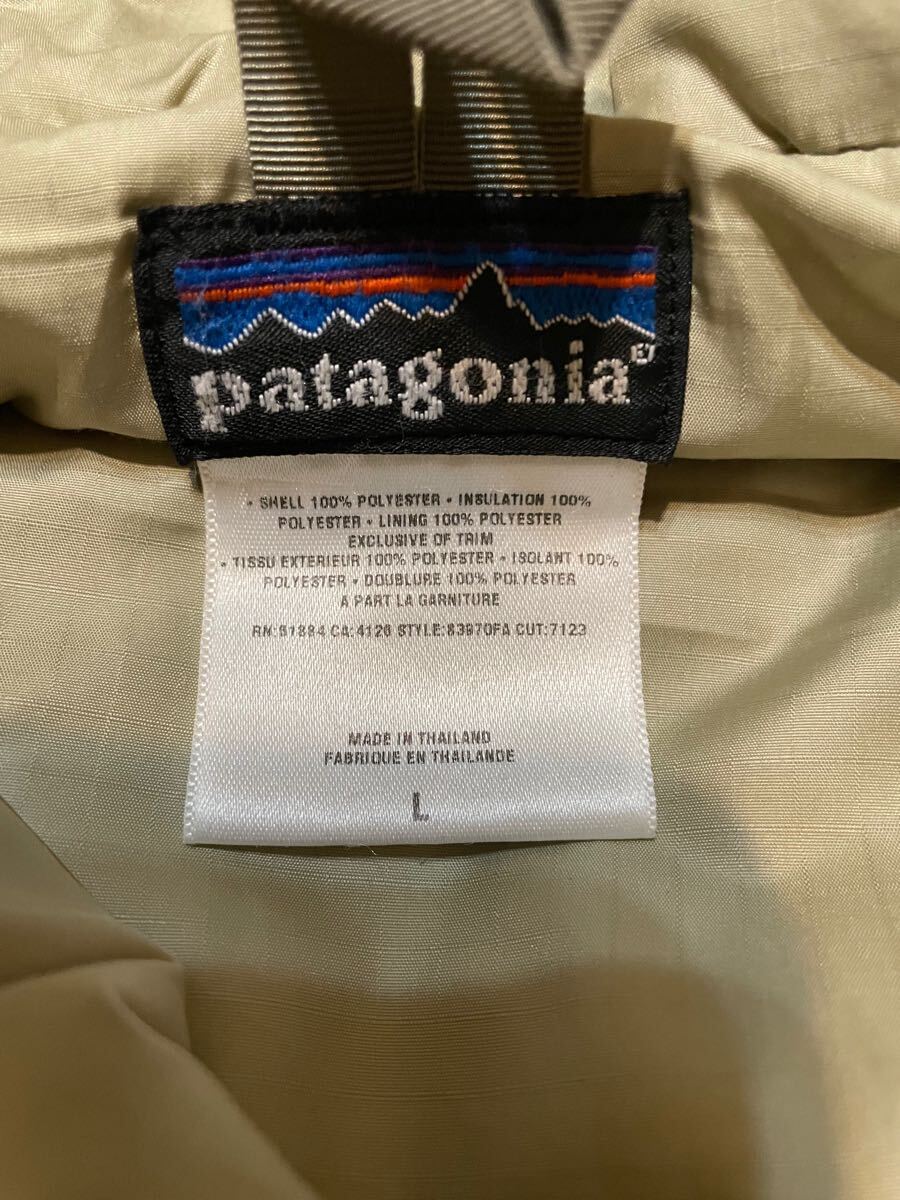 patagonia®
• SHELL 100% POLYESTER • INSULATION 100%
POLYESTER • LINING 100% POLYESTER
EXCLUSIVE OF TRIM
• TISSU EXTERIEUR 100% POLYESTER • ISOLANT 100%
POLYESTER • DOUBLURE 100% POLYESTER
A PART LA GARNITURE
RN:51884 CA:4126 STYLE:83970FA CUT:7123
MADE IN THAILAND
FABRIQUE EN THAILANDE
L